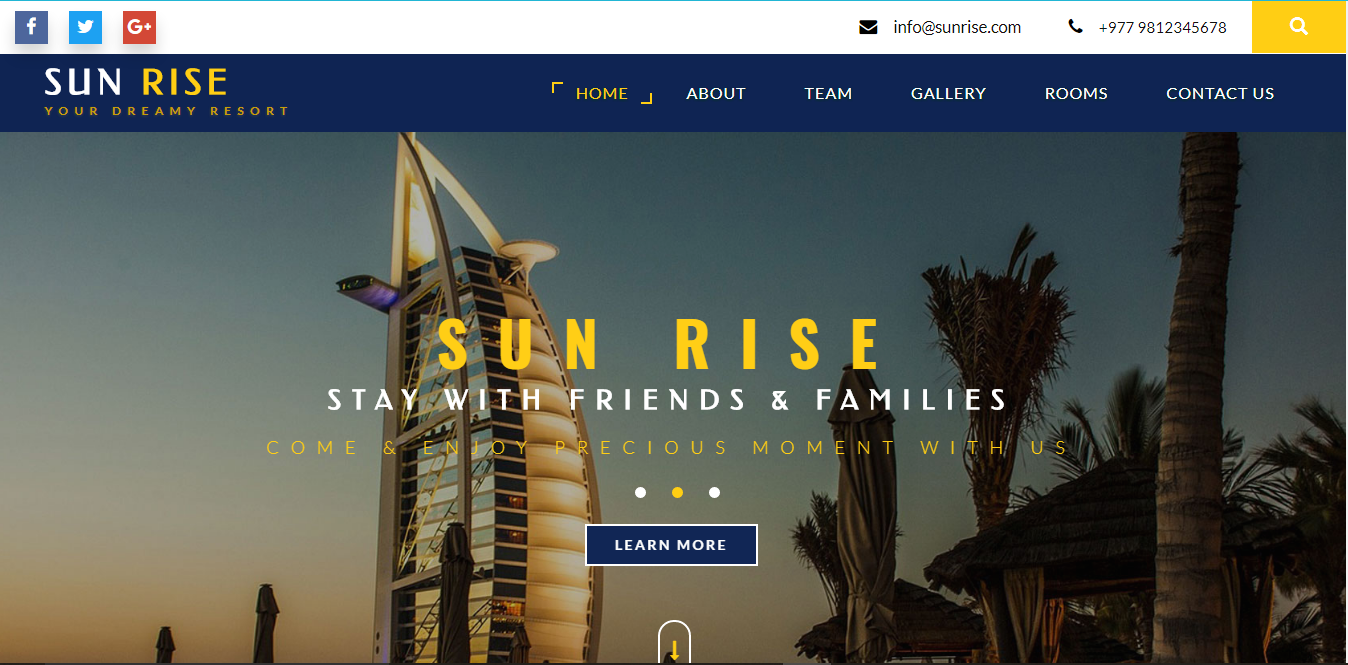 info@sunrise.com
+977 9812345678
SUN RISE
YOUR DREAMY RESORT
HOME
ABOUT
TEAM
GALLERY
ROOMS
CONTACT US
SUN RISE
STAY WITH FRIENDS & FAMILIES
COME & ENJOY PRECIOUS MOMENT WITH US
LEARN MORE